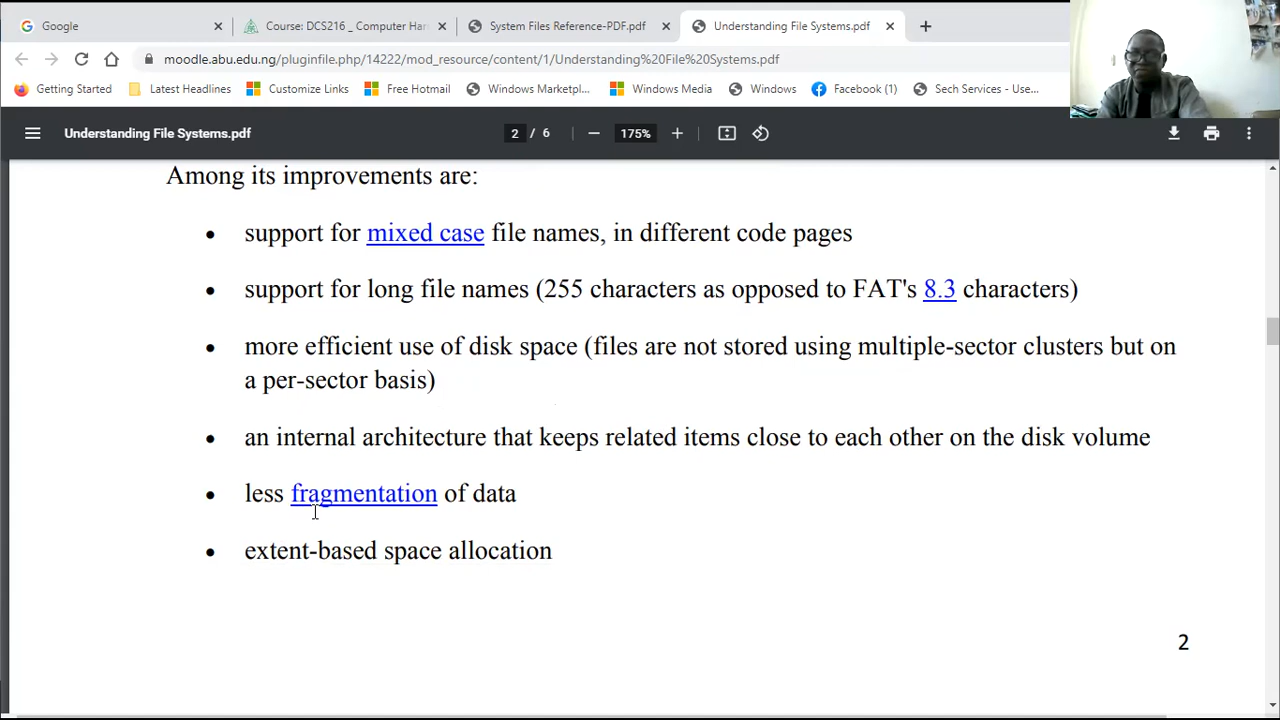 Google
Course: DCS216 _ Computer Har
System Files Reference-PDF.pdf
Understanding File Systems.pdf
moodle.abu.edu.ng/pluginfile.php/14222/mod_resource/content/1/Understanding%20File%20Systems.pdf
Getting Started
Latest Headlines
Customize Links
Free Hotmail
Windows Marketpl...
Windows Media
Windows
Facebook (1)
Sech Services - Use...
Understanding File Systems.pdf
2 / 6
175%
Among its improvements are:
• support for mixed case file names, in different code pages
• support for long file names (255 characters as opposed to FAT's 8.3 characters)
• more efficient use of disk space (files are not stored using multiple-sector clusters but on
a per-sector basis)
• an internal architecture that keeps related items close to each other on the disk volume
• less fragmentation of data
• extent-based space allocation
2